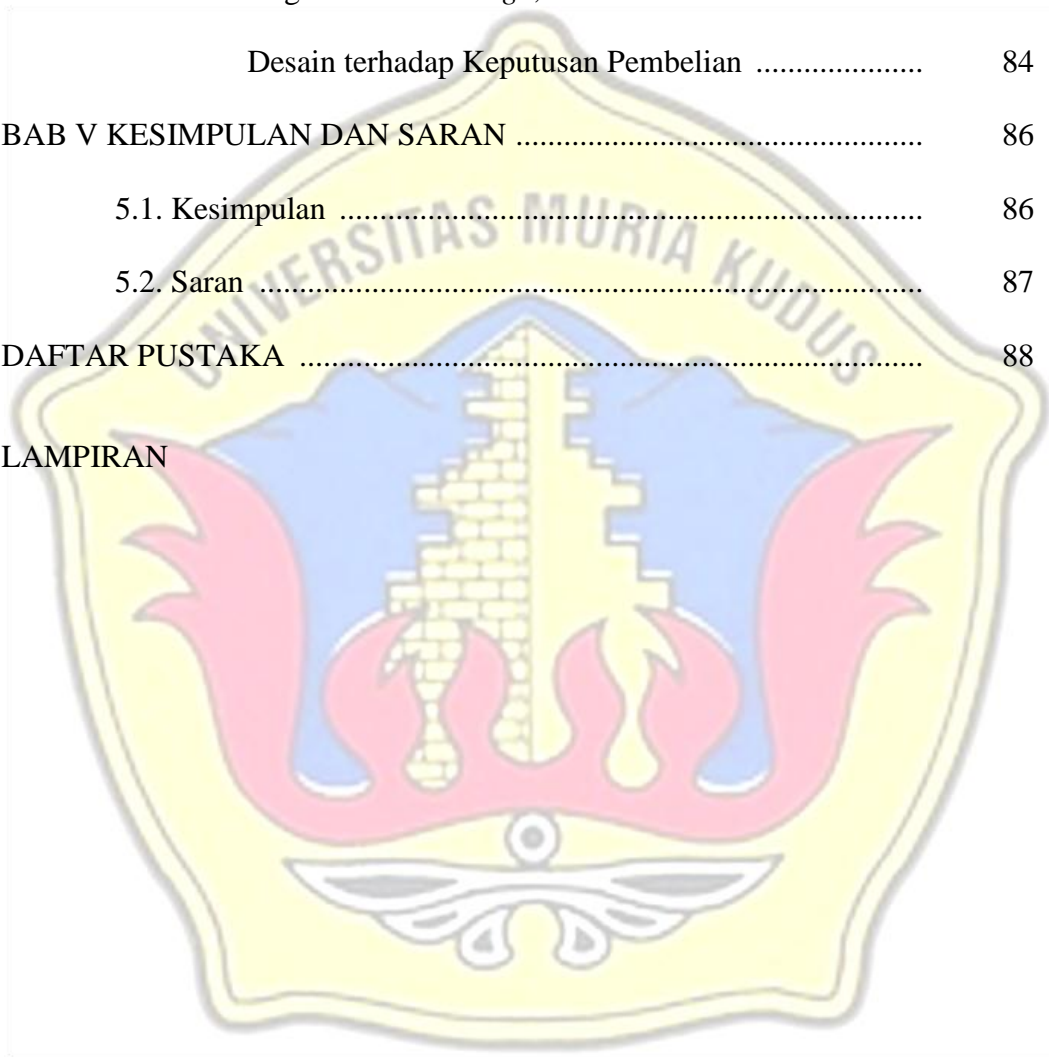 Desain terhadap Keputusan Pembelian ..................... 84
BAB V KESIMPULAN DAN SARAN ............................................... 86
5.1. Kesimpulan .................................................................... 86
5.2. Saran ............................................................................. 87
DAFTAR PUSTAKA ........................................................................ 88
LAMPIRAN
UNIVERSITAS MURIA KUDUS